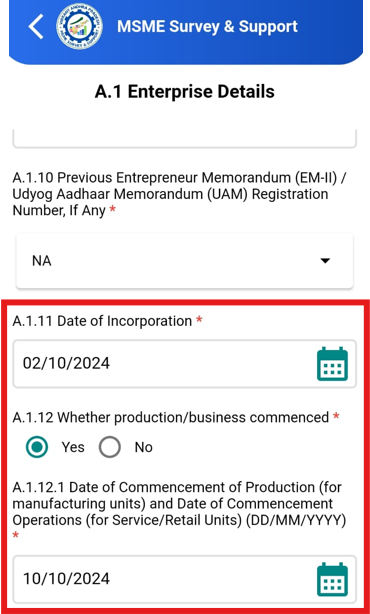 MSME Survey & Support
A.1 Enterprise Details
A.1.10 Previous Entrepreneur Memorandum (EM-II) /
Udyog Aadhaar Memorandum (UAM) Registration
Number, If Any *
NA
A.1.11 Date of Incorporation *
02/10/2024
A.1.12 Whether production/business commenced *
Yes No
A.1.12.1 Date of Commencement of Production (for
manufacturing units) and Date of Commencement
Operations (for Service/Retail Units) (DD/MM/YYYY)
*
10/10/2024